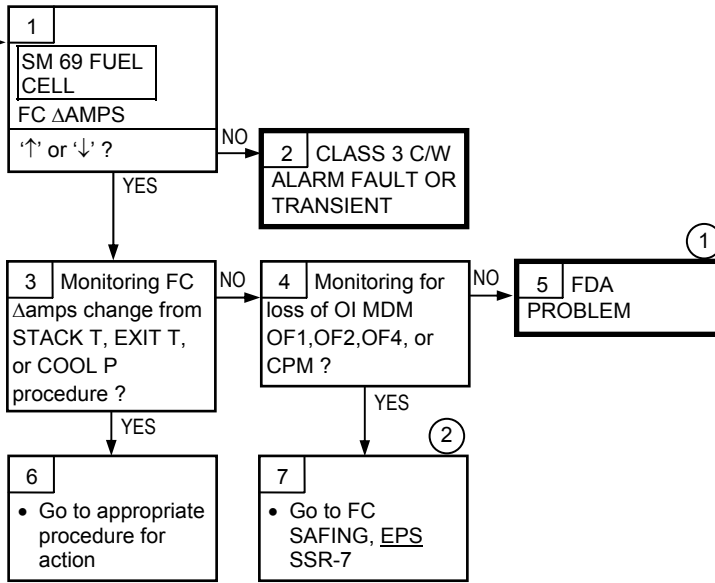 1
SM 69 FUEL
CELL
FC ∆AMPS
‘↑’ or ‘↓’ ?
NO
YES
2 CLASS 3 C/W
ALARM FAULT OR
TRANSIENT
3 Monitoring FC
∆amps change from
STACK T, EXIT T,
or COOL P
procedure ?
NO
YES
4 Monitoring for
loss of OI MDM
OF1,OF2,OF4, or
CPM ?
NO
YES
1
5 FDA
PROBLEM
6
• Go to appropriate
procedure for
action
2
7
• Go to FC
SAFING, EPS
SSR-7